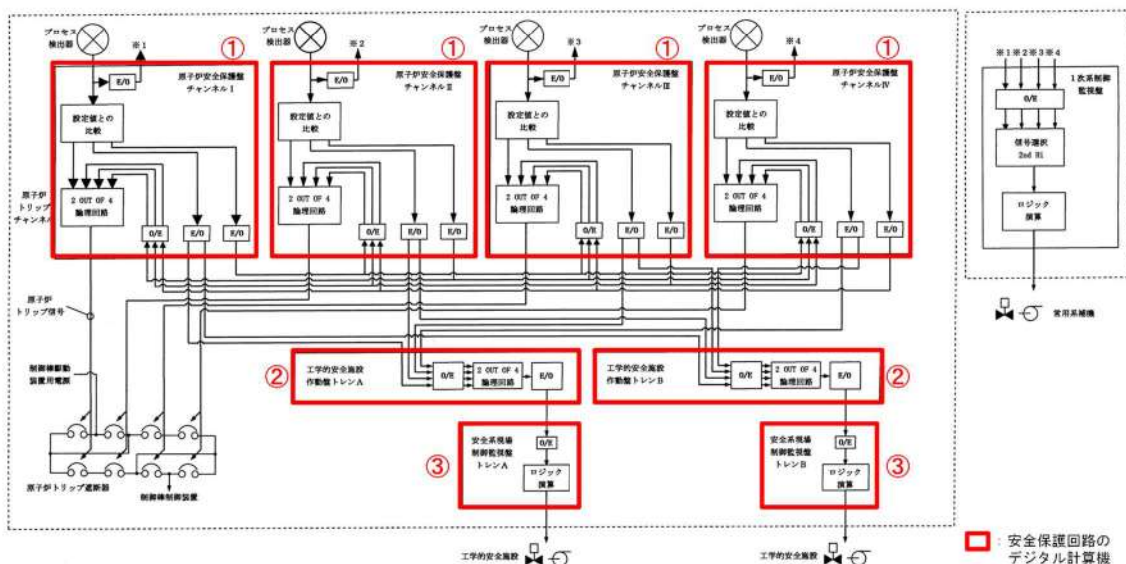 プロセス
検出器
※1
①
E/O
原子炉安全保護盤
チャンネルⅠ
設定値との
比較
原子炉
トリップ
チャンネル
2 OUT OF 4
論理回路
O/E
E/O
E/O
プロセス
検出器
※2
①
E/O
原子炉安全保護盤
チャンネルⅡ
設定値との
比較
2 OUT OF 4
論理回路
O/E
E/O
E/O
プロセス
検出器
※3
①
E/O
原子炉安全保護盤
チャンネルⅢ
設定値との
比較
2 OUT OF 4
論理回路
O/E
E/O
E/O
プロセス
検出器
※4
①
E/O
原子炉安全保護盤
チャンネルⅣ
設定値との
比較
2 OUT OF 4
論理回路
O/E
E/O
E/O
※1 ※2 ※3 ※4
1次系制御
監視盤
O/E
信号選択
2nd Hi
ロジック
演算
常用系補機
原子炉
トリップ信号
制御棒駆動
装置用電源
原子炉トリップ遮断器
制御棒制御装置
②
工学的安全施設
作動盤トレンA
O/E
2 OUT OF 4
論理回路
E/O
工学的安全施設
作動盤トレンB
O/E
2 OUT OF 4
論理回路
E/O
②
③
安全系現場
制御監視盤
トレンA
O/E
ロジック
演算
工学的安全施設
安全系現場
制御監視盤
トレンB
O/E
ロジック
演算
③
工学的安全施設
：安全保護回路の
デジタル計算機